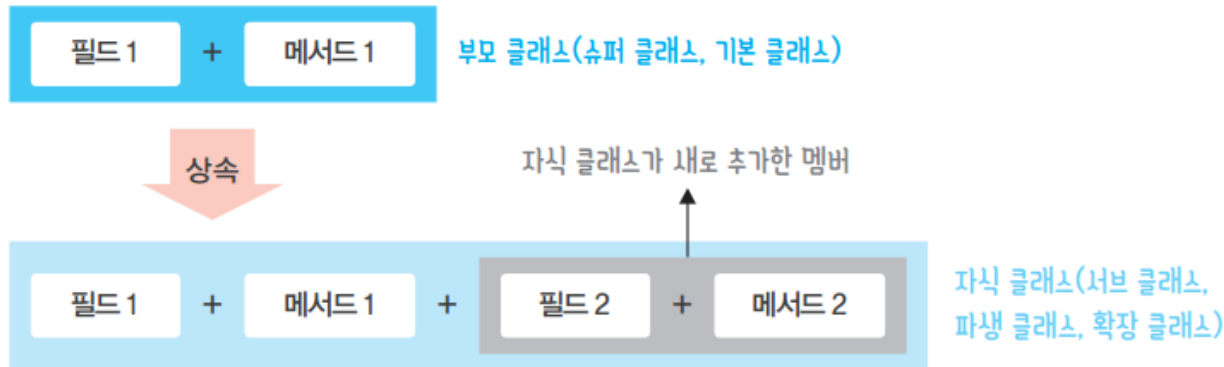 필드 1 + 메서드 1 부모 클래스(슈퍼 클래스, 기본 클래스)
상속
자식 클래스가 새로 추가한 멤버
필드 1 + 메서드 1 + 필드 2 + 메서드 2
자식 클래스(서브 클래스,
파생 클래스, 확장 클래스)